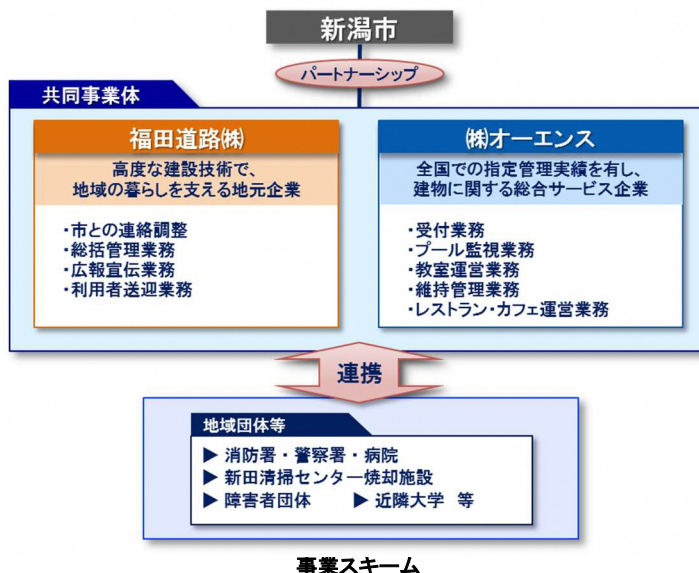 新潟市
パートナーシップ
共同事業体
福田道路㈱
高度な建設技術で、
地域の暮らしを支える地元企業
・市との連絡調整
・総括管理業務
・広報宣伝業務
・利用者送迎業務
㈱オーエンス
全国での指定管理実績を有し、
建物に関する総合サービス企業
・受付業務
・プール監視業務
・教室運営業務
・維持管理業務
・レストラン・カフェ運営業務
連携
地域団体等
▶ 消防署・警察署・病院
▶ 新田清掃センター焼却施設
▶ 障害者団体 ▶ 近隣大学 等
事業スキーム